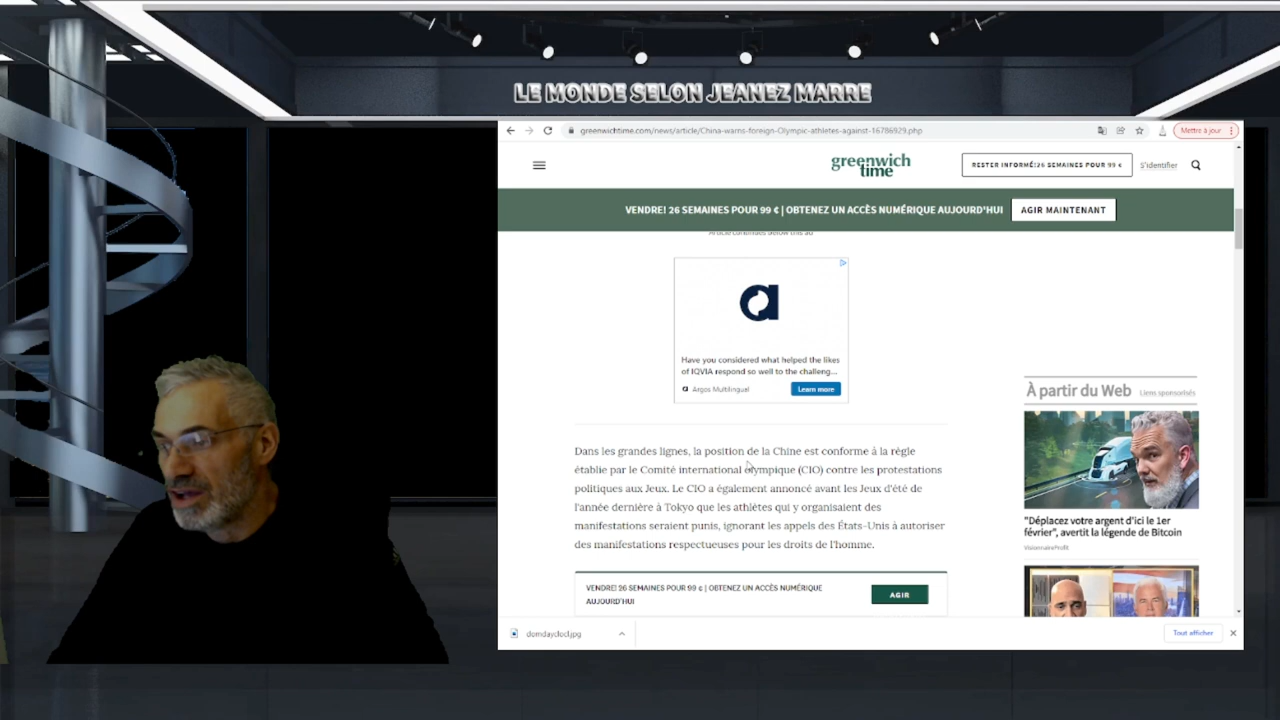 LE MONDE SELON JEANEZ MARRE
greenwichtime.com/news/article/China-warns-foreign-Olympic-athletes-against-16786929.php
Mettre à jour
greenwich
time
RESTER INFORMÉ!26 SEMAINES POUR 99 ¢
S'identifier
VENDRE! 26 SEMAINES POUR 99 ¢ | OBTENEZ UN ACCÈS NUMÉRIQUE AUJOURD'HUI
AGIR MAINTENANT
Article continues below this ad
a
Have you considered what helped the likes
of IQVIA respond so well to the challeng...
Argos Multilingual
Learn more
À partir du Web
Liens sponsorisés
Dans les grandes lignes, la position de la Chine est conforme à la règle
établie par le Comité international olympique (CIO) contre les protestations
politiques aux Jeux. Le CIO a également annoncé avant les Jeux d'été de
l'année dernière à Tokyo que les athlètes qui y organisaient des
manifestations seraient punis, ignorant les appels des États-Unis à autoriser
des manifestations respectueuses pour les droits de l'homme.
"Déplacez votre argent d'ici le 1er
février", avertit la légende de Bitcoin
VisionnaireProfit
VENDRE! 26 SEMAINES POUR 99 ¢ | OBTENEZ UN ACCÈS NUMÉRIQUE
AUJOURD'HUI
AGIR
domdayclocl.jpg
Tout afficher